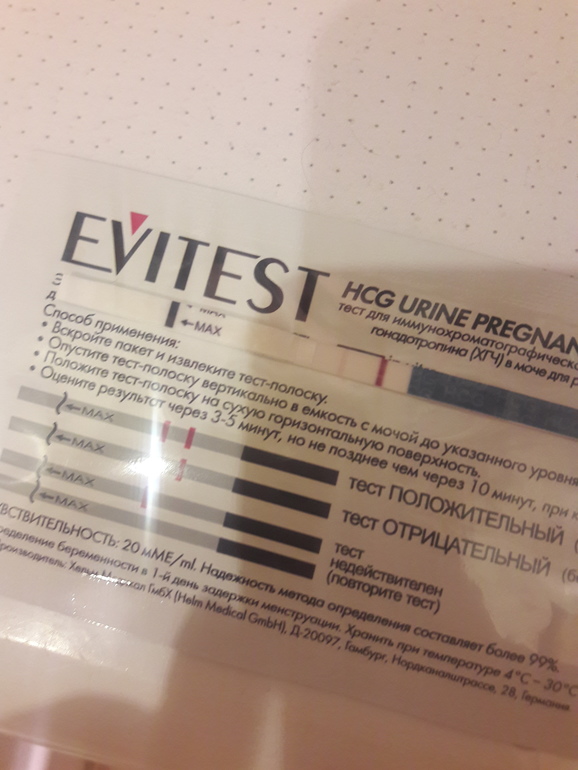 EVITEST
HCG URINE PREGNAN
тест для иммунохроматографическо
гонадотропина (ХГЧ) в моче для р
←MAX
Способ применения:
• Вскройте пакет и извлеките тест-полоску.
• Опустите тест-полоску вертикально в емкость с мочой до указанного уровня
• Положите тест-полоску на сухую горизонтальную поверхность.
• Оцените результат через 3-5 минут, но не позднее чем через 10 минут, при к
←MAX
тест ПОЛОЖИТЕЛЬНЫЙ (
←MAX
тест ОТРИЦАТЕЛЬНЫЙ (бе
←MAX
←MAX
тест
недействителен
(повторите тест)
ВСТВИТЕЛЬНОСТЬ: 20 мМЕ/ml. Надежность метода определения составляет более 99%.
ределение беременности в 1-й день задержки менструации. Хранить при температуре 4°C – 30°C
роизводитель: ГмбХ (Helm Medical GmbH), Д-20097, Гамбург, Нордканалштрассе, 28, Германия